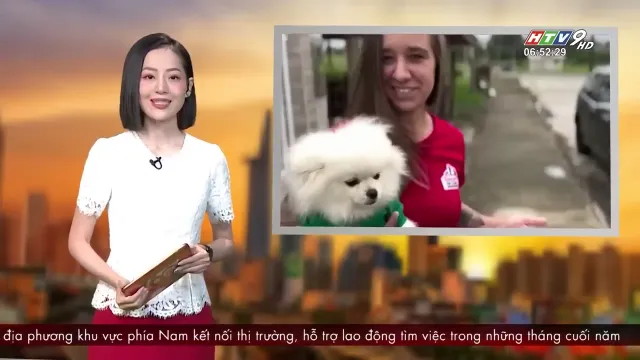 HTV9 HD
06:52:29
địa phương khu vực phía Nam kết nối thị trường, hỗ trợ lao động tìm việc trong những tháng cuối năm